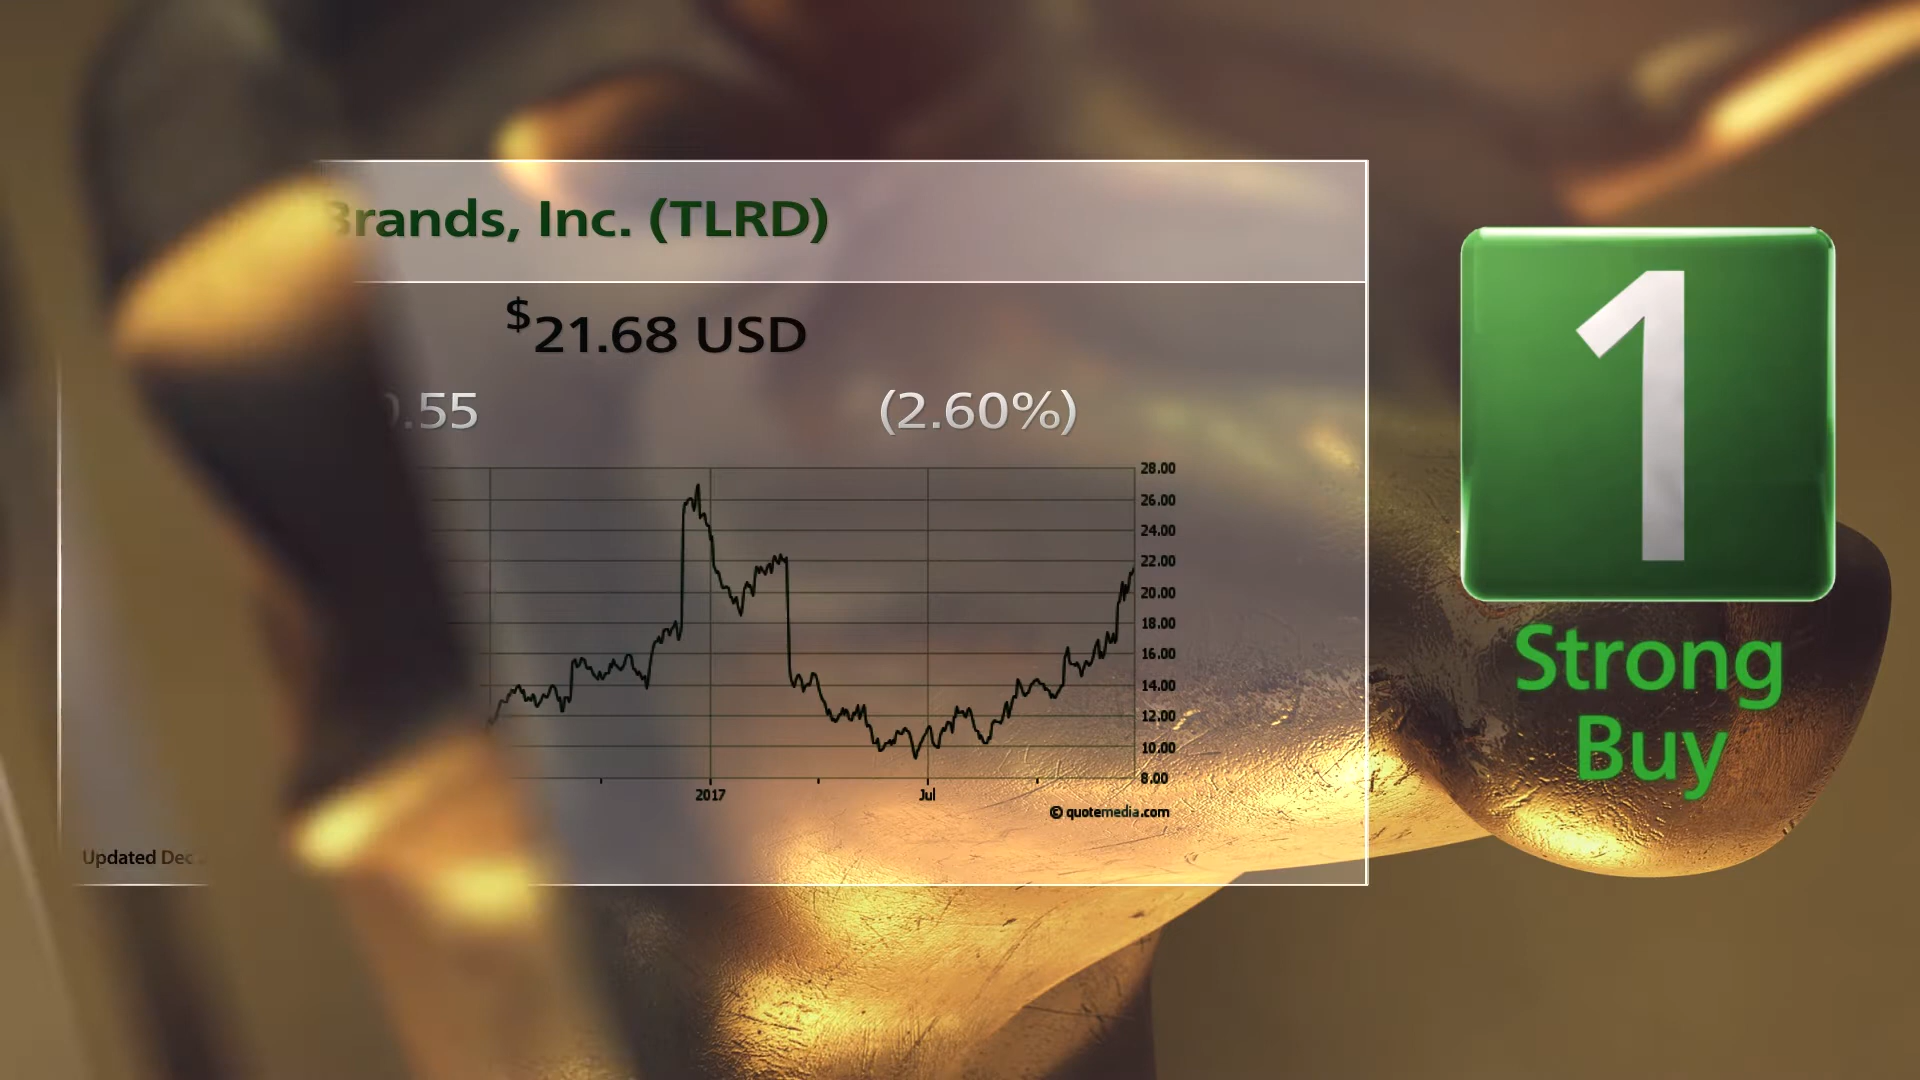 Brands, Inc. (TLRD)
$21.68 USD
0.55 (2.60%)
28.00
26.00
24.00
22.00
20.00
18.00
16.00
14.00
12.00
10.00
8.00
2017 Jul
© quotemedia.com
Updated Dec
1
Strong
Buy